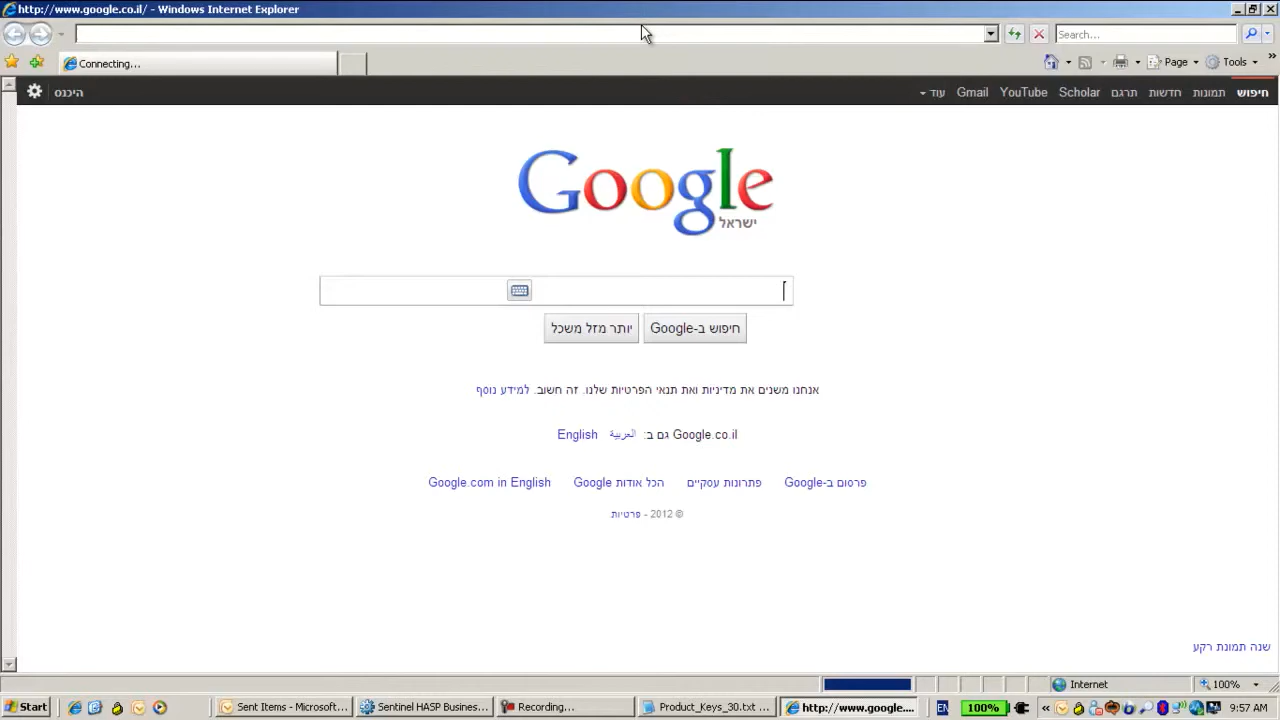 http://www.google.co.il/ - Windows Internet Explorer
Search...
Connecting...
Page
Tools
חיפוש תמונות חדשות תרגם Scholar YouTube Gmail עוד
היכנס
Google
ישראל
חיפוש ב-Google
יותר מזל משכל
אנחנו משנים את מדיניות ואת תנאי הפרטיות שלנו. זה חשוב. למידע נוסף
Google.co.il גם ב: العربية English
פרסום ב-Google פתרונות עסקיים הכל אודות Google Google.com in English
© 2012 - פרטיות
שנה תמונת רקע
Internet
100%
Start
Sent Items - Microsoft...
Sentinel HASP Busines...
Recording...
Product_Keys_30.txt ...
http://www.google....
EN
100%
9:57 AM